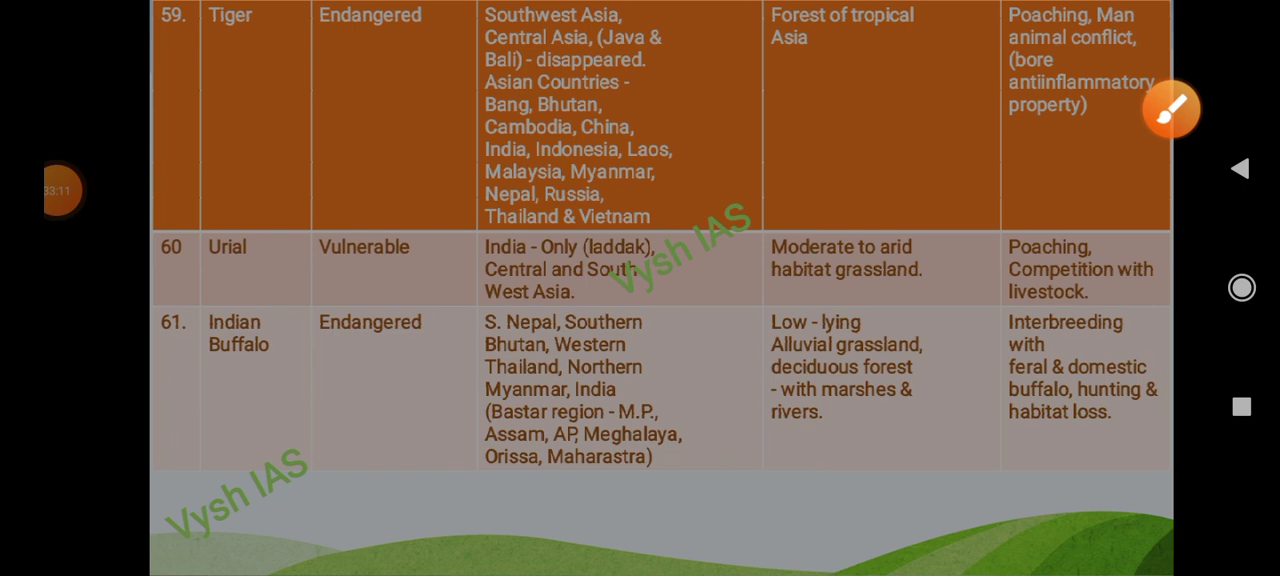 59. Tiger Endangered Southwest Asia, Forest of tropical Poaching, Man
Central Asia, (Java & Asia animal conflict,
Bali) - disappeared. (bore
Asian Countries - antiinflammatory
Bang, Bhutan, property)
Cambodia, China,
India, Indonesia, Laos,
Malaysia, Myanmar,
Nepal, Russia,
Thailand & Vietnam
33:11
60 Urial Vulnerable India - Only (laddak), Moderate to arid Poaching,
Central and South habitat grassland. Competition with
West Asia. livestock.
Vysh IAS
61. Indian Endangered S. Nepal, Southern Low - lying Interbreeding
Buffalo Bhutan, Western Alluvial grassland, with
Thailand, Northern deciduous forest feral & domestic
Myanmar, India - with marshes & buffalo, hunting &
(Bastar region - M.P., rivers. habitat loss.
Assam, AP, Meghalaya,
Orissa, Maharastra)
Vysh IAS